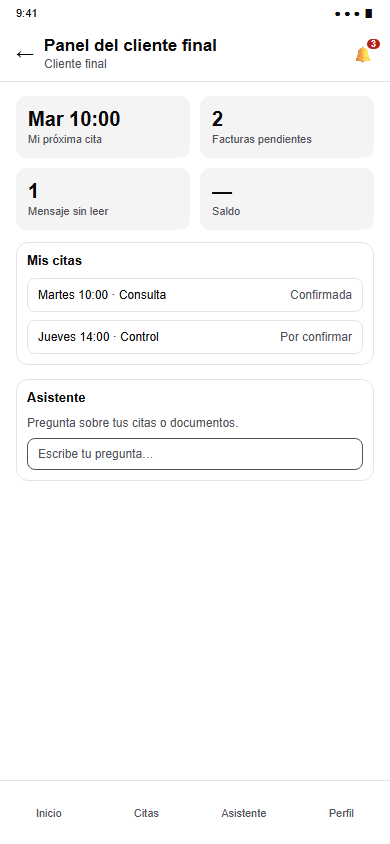 9:41
Panel del cliente final
Cliente final
3
Mar 10:00
Mi próxima cita
2
Facturas pendientes
1
Mensaje sin leer
—
Saldo
Mis citas
Martes 10:00 · Consulta Confirmada
Jueves 14:00 · Control Por confirmar
Asistente
Pregunta sobre tus citas o documentos.
Escribe tu pregunta...
Inicio Citas Asistente Perfil